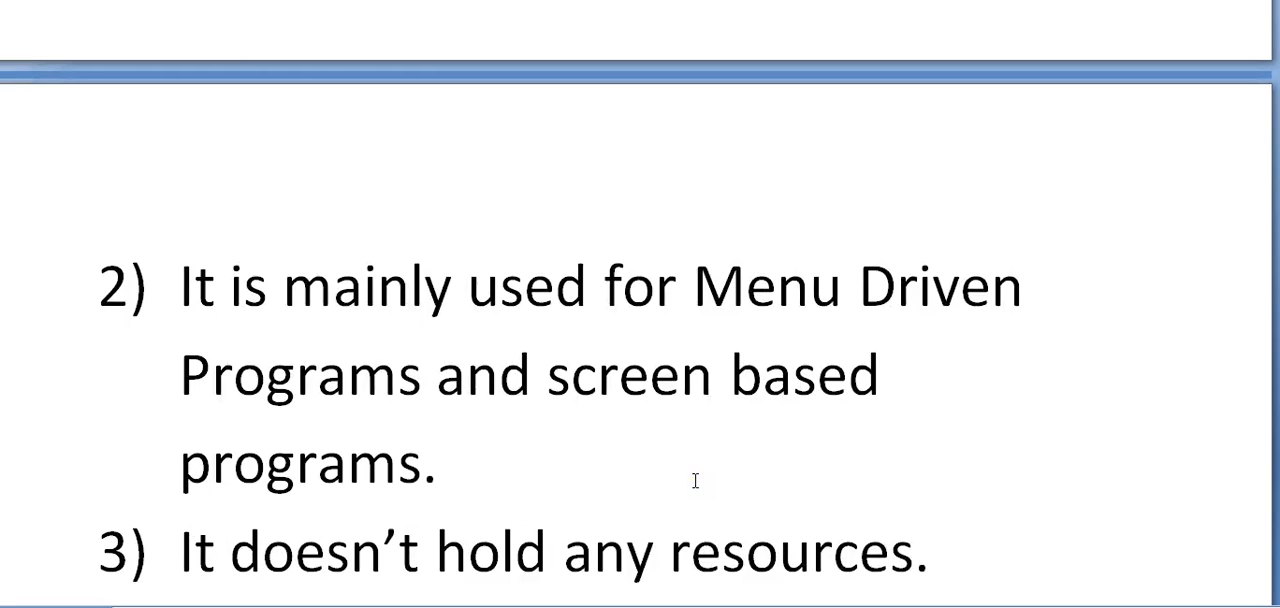 2) It is mainly used for Menu Driven
Programs and screen based
programs.
3) It doesn’t hold any resources.